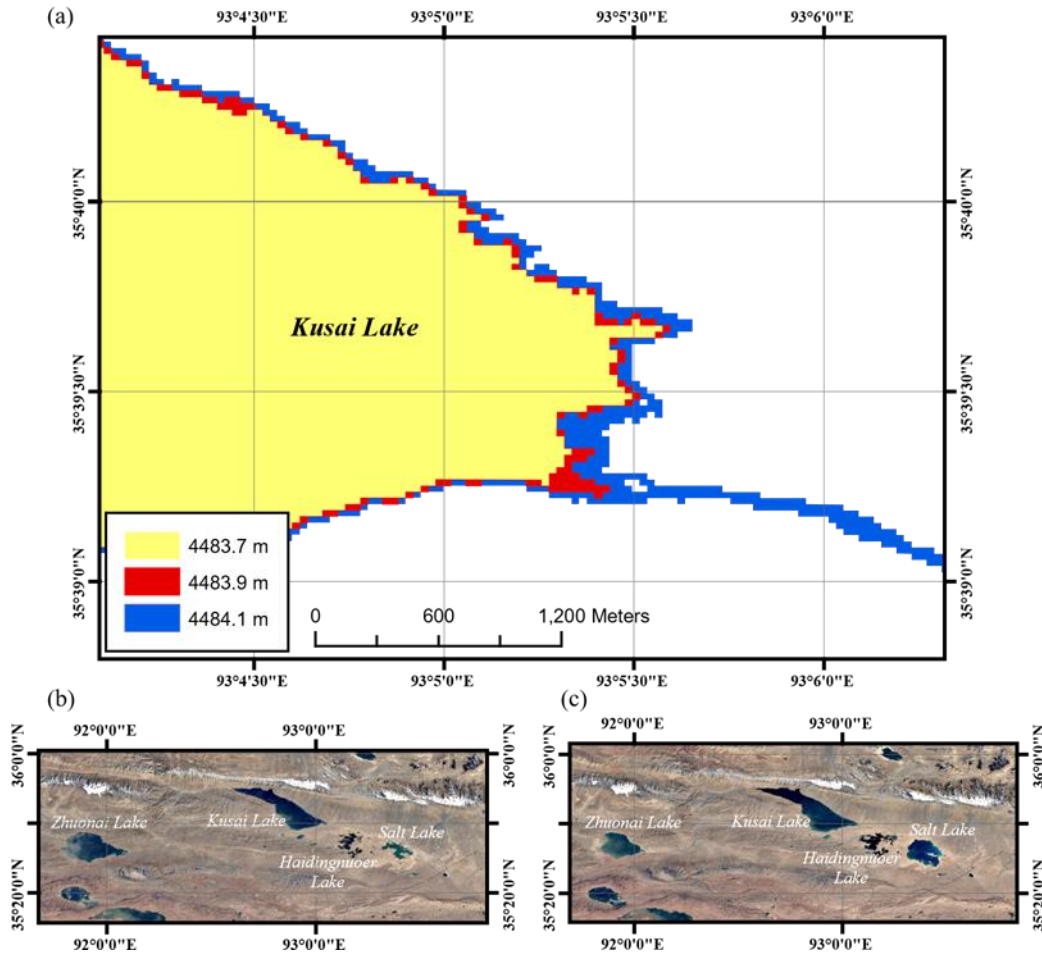 (a)
93°4'30"E 93°5'0"E 93°5'30"E 93°6'0"E
35°40'0"N 35°40'0"N
Kusai Lake
35°39'30"N 35°39'30"N
4483.7 m
4483.9 m
4484.1 m
35°39'0"N 35°39'0"N
0 600 1,200 Meters
93°4'30"E 93°5'0"E 93°5'30"E 93°6'0"E
(b)
92°0'0"E 93°0'0"E
36°0'0"N 36°0'0"N
Zhuonai Lake
Kusai Lake
Salt Lake
Haidingnuoer
Lake
35°20'0"N 35°20'0"N
92°0'0"E 93°0'0"E
(c)
92°0'0"E 93°0'0"E
36°0'0"N 36°0'0"N
Zhuonai Lake
Kusai Lake
Salt Lake
Haidingnuoer
Lake
35°20'0"N 35°20'0"N
92°0'0"E 93°0'0"E